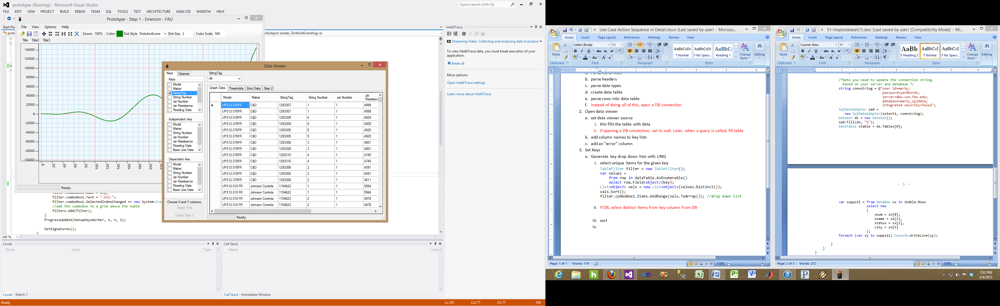 prototype (Running) - Microsoft Visual Studio
Quick Launch (Ctrl+Q)
FILE EDIT VIEW PROJECT BUILD DEBUG TEAM SQL TOOLS TEST ARCHITECTURE ANALYZE WINDOW HELP
Prototype - Step 1 - Emerson - FAU
Start Pa
proto
rk(object sender, DoWorkEventArgs e)
File View Options Help
Zoom: 100% Color: Dot Style DotsAndLines Dot Size 2 Color Scale 500
Title Title2 Title3
140000
120000
100000
80000
60000
40000
20000
0
-20000
-40000
-60000
-80000
-100000
0 20 40 60 80 100 120 140 160 180 200 22
Ready.
Data Viewer
Keys Cleanse
Keys
Model
Maker
StringTag
String Number
Jar Number
Jar Resistance
Reading Date
Independent Axis
Model
Maker
String Number
Jar Number
Jar Resistance
Reading Date
Base Line Date
Dependent Axis
Model
Maker
String Number
Jar Number
Jar Resistance
Reading Date
Base Line Date
Choose X and Y columns.
Graph This
Graph Step 2
StringTag
-All-
Graph Data Thresholds Error Data Step 2
Model Maker StringTag String Number Jar Number Jar Resistanc
UPS12-370FR C&D 1293307 1 1 4999
UPS12-370FR C&D 1293307 1 1 4999
UPS12-370FR C&D 1293309 6 1 4929
UPS12-370FR C&D 1293309 6 1 4929
UPS12-370FR C&D 1293305 5 1 4920
UPS12-370FR C&D 1293305 5 1 4920
UPS12-370FR C&D 1293308 3 1 4801
UPS12-370FR C&D 1293308 3 1 4801
UPS12-370FR C&D 1293310 4 1 4745
UPS12-370FR C&D 1293310 4 1 4745
UPS12-370FR C&D 1293306 2 1 4591
UPS12-370FR C&D 1293306 2 1 4591
UPS12-370FR C&D 1293306 2 1 4611
UPS12-310 FR Johnson Controls 1154622 1 1 5564
UPS12-310 FR Johnson Controls 1154622 1 1 5564
UPS12-310 FR Johnson Controls 1154623 2 1 4978
UPS12-310 FR Johnson Controls 1154623 2 1 4978
Ready.
filter.comboBox1.Name = key;
filter.comboBox1.Text = "-All-";
filter.comboBox1.SelectedIndexChanged += new System.Eve
//add the comboBox to a grid above the table
filters.Add(filter);
}
ProgressUpdate(SetupKeysWorker, n, n, 1);
SetSignatures();
}
100 %
Locals
Name Value Type
Call Stack
Name Lang
Locals Watch 1
Call Stack Immediate Window
Ready
Ln 291 Col 77 Ch 77 INS
IntelliTrace
Streaming Video: Collecting and analyzing data in product
To view IntelliTrace data, you must break execution of your
application.
Break all
More options:
Open IntelliTrace settings
Learn more about IntelliTrace
Use Case Action Sequence in Detail.docx (Last saved by user) - Microso...
Home Insert Page Layout References Mailings Review View
Calibri (Body) 11
Paste
AaBbCcDc AaBbCcDc AaBbC
¶ Normal ¶ No Spaci... Heading 1
Change Styles
Editing
Clipboard Font Paragraph Styles
b. parse headers
c. parse data types
d. create data table
e. parse rows into data table
f. instead of doing all of this, open a DB connection
2. Open data viewer
a. set data viewer source
i. this fills the table with data
ii. if opening a DB connection, set to null. Later, when a query is called, fill table
b. add column names to key lists
c. add an "error" column
3. Set Keys
a. Generate key drop down lists with LINQ
i. select unique items for the given key
TableFilter filter = new TableFilter();
var values =
from row in dataTable.AsEnumerable()
select row.Field<object>(key);
List<object> vals = new List<object>(values.Distinct());
vals.Sort();
filter.comboBox1.Items.AddRange(vals.ToArray()); //drop down list
ii. if DB, select distinct items from key column from DB
iii. sort
iv.
Page: 1 of 1 Words: 119 110%
51-linqtodataset(1).doc (Last saved by user) [Compatibility Mode] - Mi...
Home Insert Page Layout References Mailings Review View
Courier New 11
Paste
AaBb AaBbCcI AaBbCcI
¶ Heading 2 ¶ Normal ¶ No Spaci...
Change Styles
Editing
Clipboard Font Paragraph Styles
/*Note you need to update the connection string
based on your server and database */
string connstring = @"user id=marty;
password=yardbirds;
server=dbw.cse.fau.edu;
database=marty_spjdata;
integrated security=false";
SqlDataAdapter sad =
new SqlDataAdapter(select1, connstring);
DataSet ds = new DataSet();
sad.Fill(ds, "S");
DataTable stable = ds.Tables[0];
~ 3 ~
var supps11 = from DataRow sx in stable.Rows
select new
{
snum = sx[0],
sname = sx[1],
status = sx[2],
city = sx[3]
};
foreach (var sy in supps11) Console.WriteLine(sy);
}
}
}
Page: 2 of 3 Words: 272 100%
7:32 PM
2/9/2013